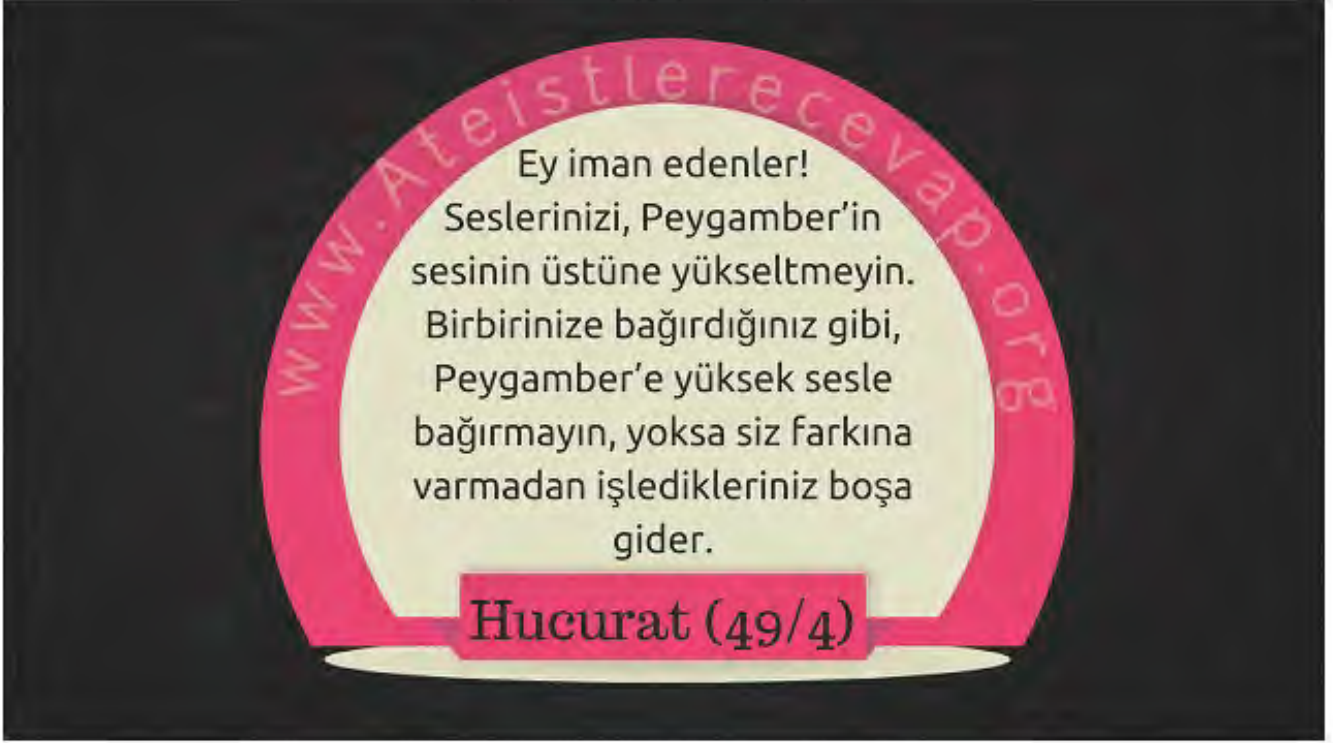 www.Ateistlerecevap.org
Ey iman edenler!
Seslerinizi, Peygamber’in
sesinin üstüne yükseltmeyin.
Birbirinize bağırdığınız gibi,
Peygamber’e yüksek sesle
bağırmayın, yoksa siz farkına
varmadan işledikleriniz boşa
gider.
Hucurat (49/4)